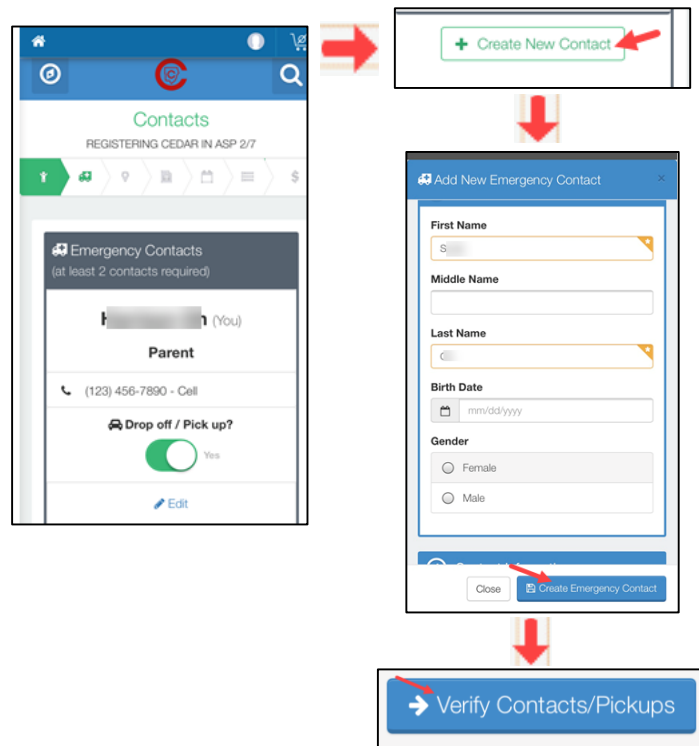 Contacts
REGISTERING CEDAR IN ASP 2/7
Emergency Contacts
(at least 2 contacts required)
(You)
Parent
(123) 456-7890 - Cell
Drop off / Pick up?
Yes
Edit
+ Create New Contact
Add New Emergency Contact ×
First Name
S
Middle Name
Last Name
Birth Date
mm/dd/yyyy
Gender
Female
Male
Close
Create Emergency Contact
Verify Contacts/Pickups